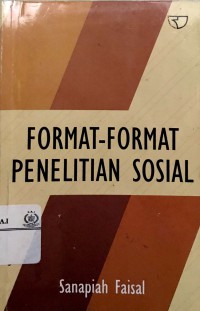 FORMAT-FORMAT
PENELITIAN SOSIAL
Sanapiah Faisal